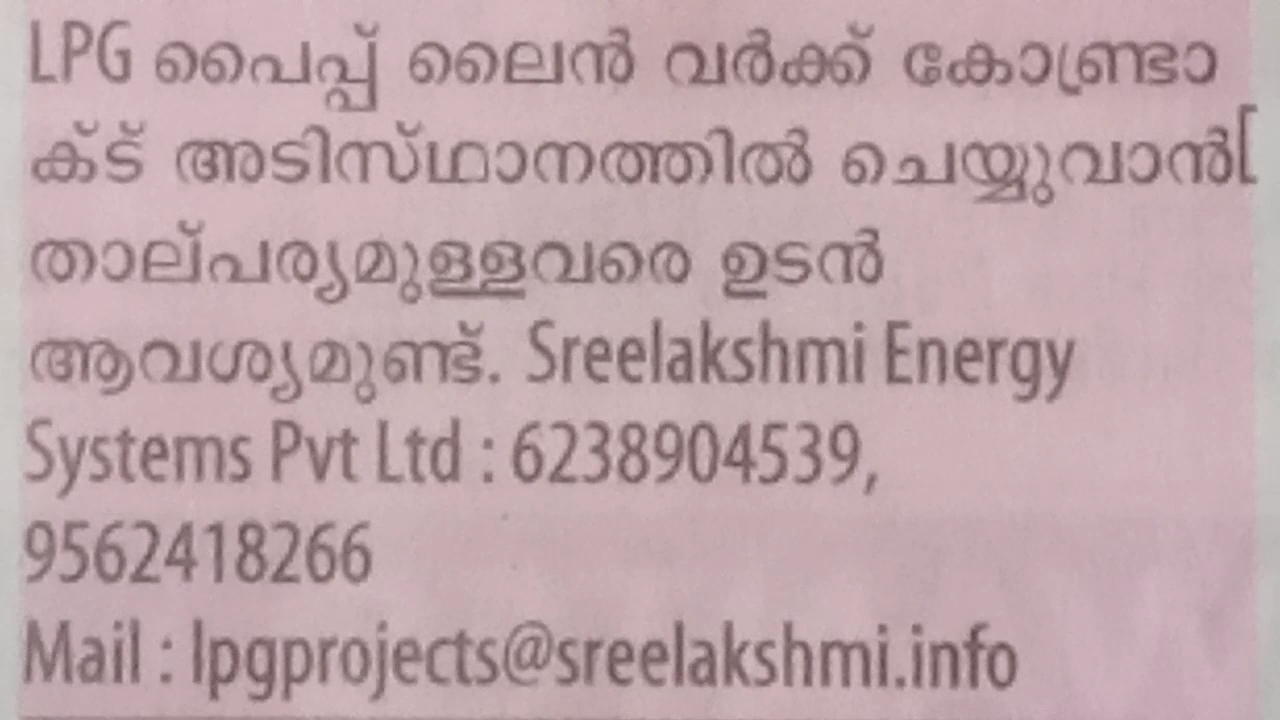 LPG പൈപ്പ് ലൈൻ വർക്ക് കോണ്ട്രാ
ക്ട് അടിസ്ഥാനത്തിൽ ചെയ്യുവാൻ[
താല്പര്യമുള്ളവരെ ഉടൻ
ആവശ്യമുണ്ട്. Sreelakshmi Energy
Systems Pvt Ltd : 6238904539,
9562418266
Mail : lpgprojects@sreelakshmi.info